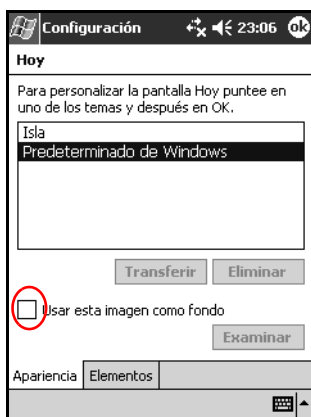 Configuración 23:06 ok
Hoy
Para personalizar la pantalla Hoy puntee en
uno de los temas y después en OK.
Isla
Predeterminado de Windows
Transferir Eliminar
Usar esta imagen como fondo
Examinar
Apariencia Elementos